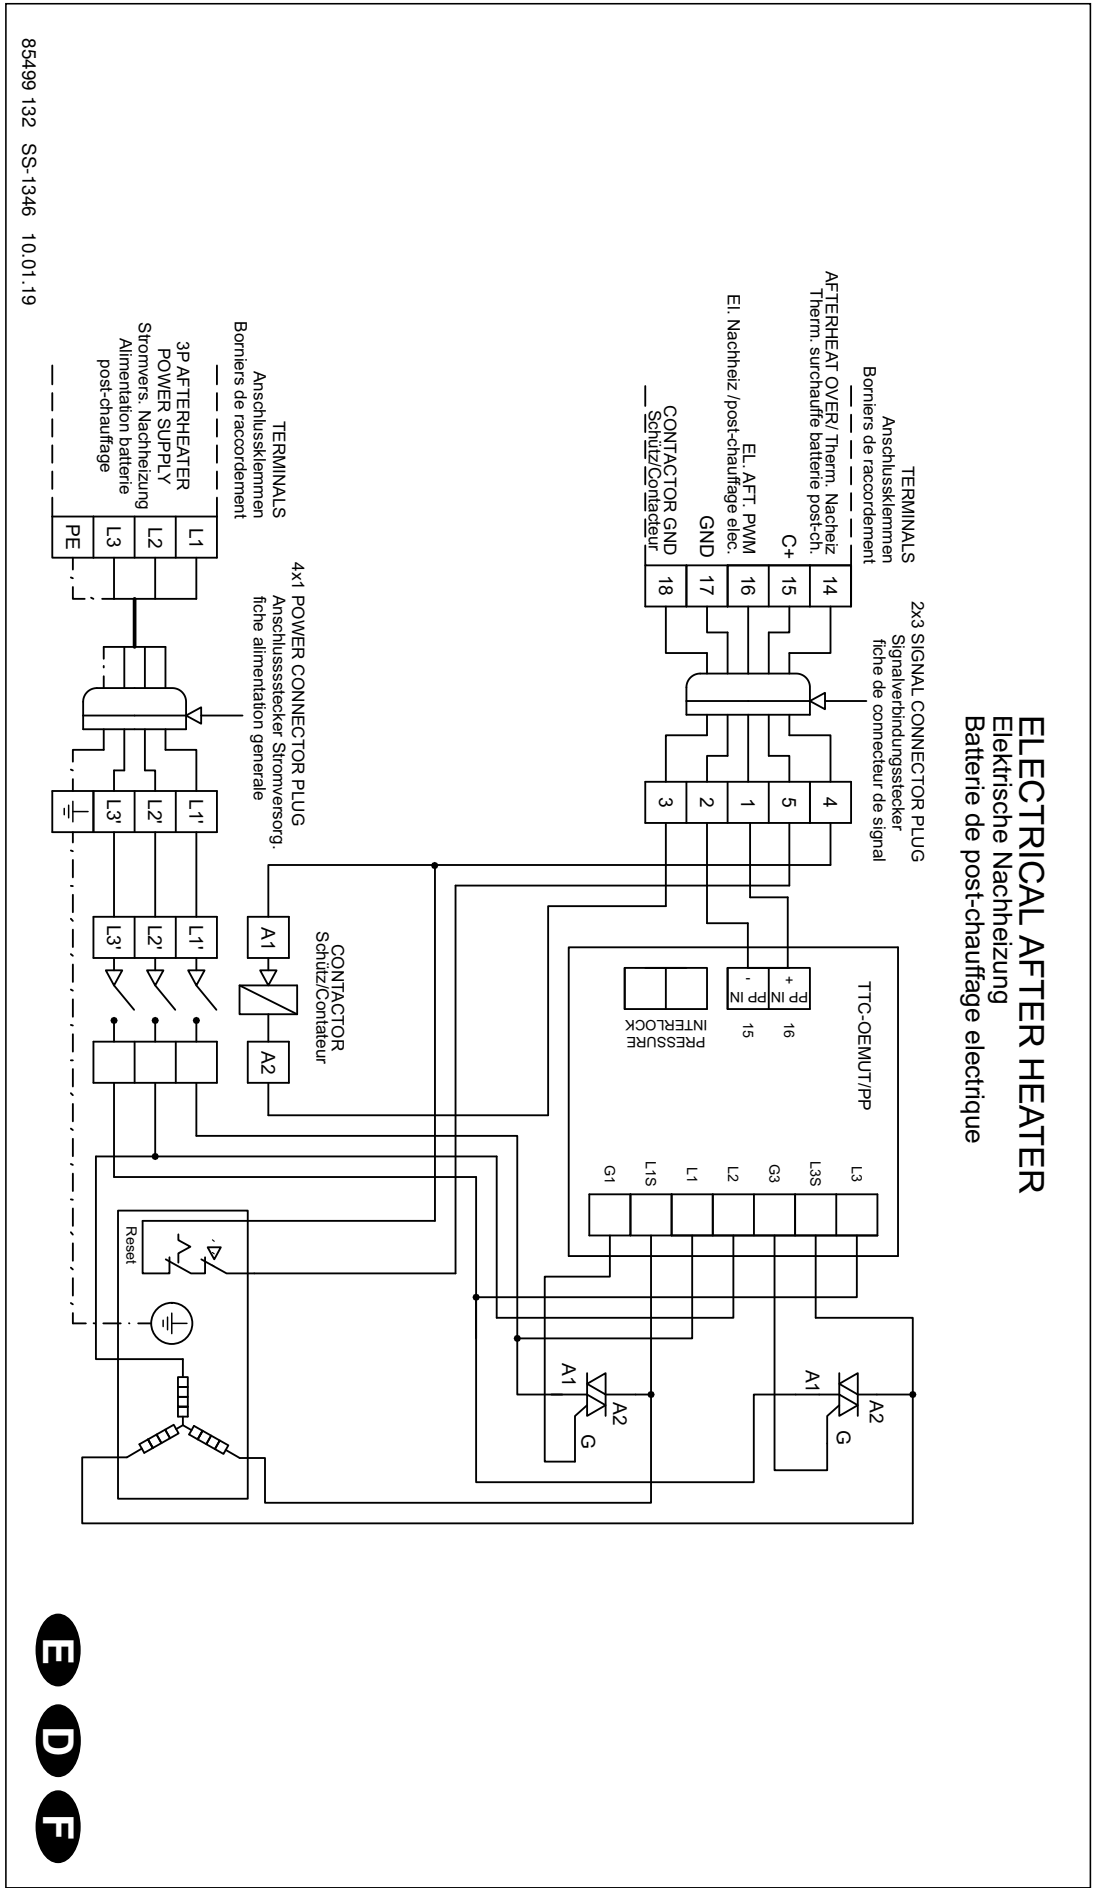 ELECTRICAL AFTER HEATER
Elektrische Nachheizung
Batterie de post-chauffage electrique
TERMINALS
Anschlussklemmen
Borniers de raccordement
2x3 SIGNAL CONNECTOR PLUG
Signalverbindungsstecker
fiche de connecteur de signal
AFTERHEAT OVER/ Therm. Nacheiz
Therm. surchauffe batterie post-ch.
C+
EL. AFT. PWM
El. Nachheiz /post-chauffage elec.
GND
CONTACTOR GND
Schütz/Contacteur
14
15
16
17
18
4
5
1
2
3
TTC-OEMUT/PP
+
PP IN
-
PP IN
16
15
PRESSURE
INTERLOCK
L3
L3S
G3
L2
L1
L1S
G1
A1
A2
G
A1
A2
G
TERMINALS
Anschlussklemmen
Borniers de raccordement
4x1 POWER CONNECTOR PLUG
Anschlussstecker Stromversorg.
fiche alimentation generale
3P AFTERHEATER
POWER SUPPLY
Stromvers. Nachheizung
Alimentation batterie
post-chauffage
L1
L2
L3
PE
L1'
L2'
L3'
CONTACTOR
Schütz/Contateur
A1
A2
L1'
L2'
L3'
Reset
85499 132 SS-1346 10.01.19
E D F